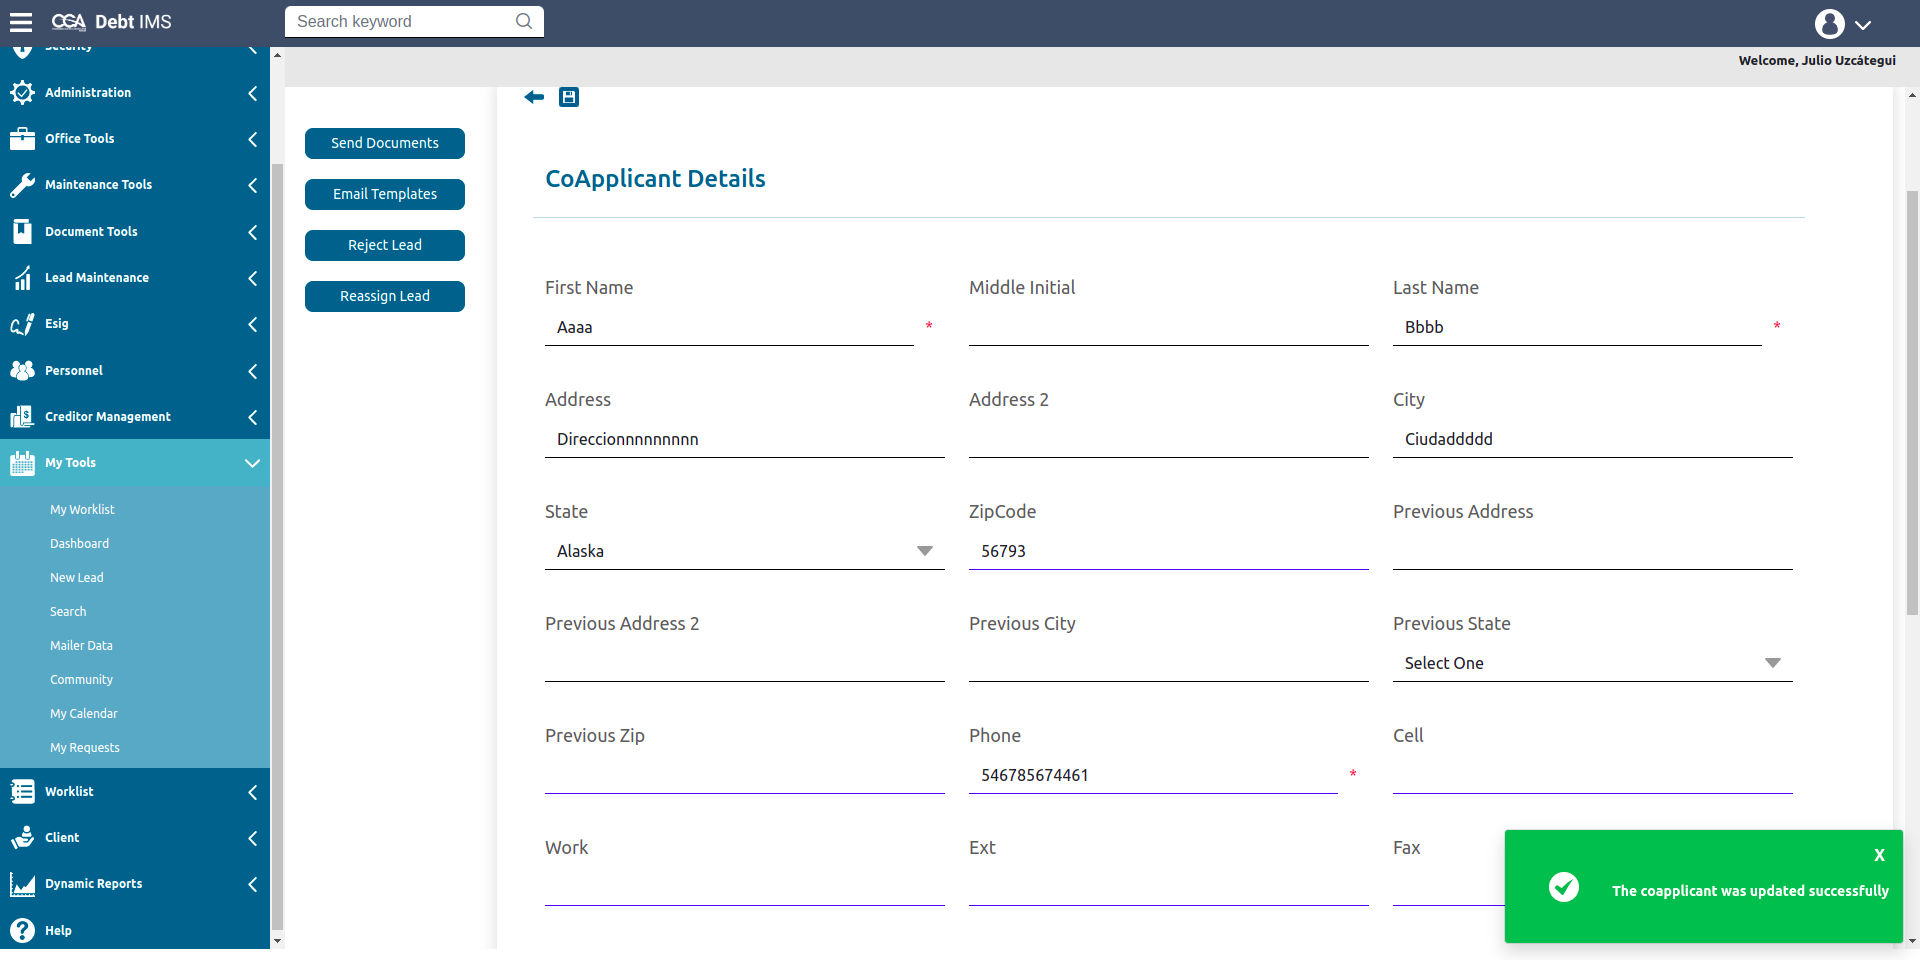 CGA Debt IMS
Search keyword
Welcome, Julio Uzcátegui
Security
Administration
Office Tools
Maintenance Tools
Document Tools
Lead Maintenance
Esig
Personnel
Creditor Management
My Tools
My Worklist
Dashboard
New Lead
Search
Mailer Data
Community
My Calendar
My Requests
Worklist
Client
Dynamic Reports
Help
Send Documents
Email Templates
Reject Lead
Reassign Lead
CoApplicant Details
First Name
Aaaa *
Middle Initial
Last Name
Bbbb *
Address
Direccionnnnnnnnn
Address 2
City
Ciudaddddd
State
Alaska
ZipCode
56793
Previous Address
Previous Address 2
Previous City
Previous State
Select One
Previous Zip
Phone
546785674461 *
Cell
Work
Ext
Fax
X
The coapplicant was updated successfully